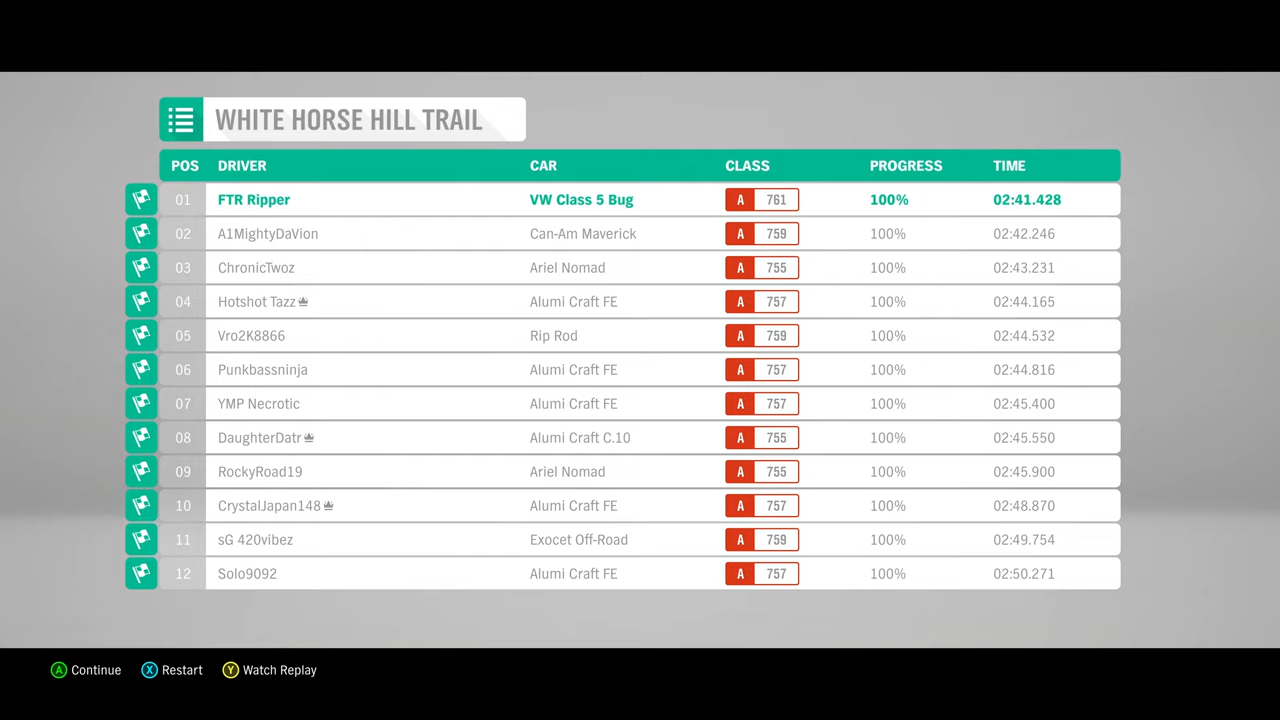 WHITE HORSE HILL TRAIL
POS DRIVER CAR CLASS PROGRESS TIME
01 FTR Ripper VW Class 5 Bug A 761 100% 02:41.428
02 A1MightyDaVion Can-Am Maverick A 759 100% 02:42.246
03 ChronicTwoz Ariel Nomad A 755 100% 02:43.231
04 Hotshot Tazz Alumi Craft FE A 757 100% 02:44.165
05 Vro2K8866 Rip Rod A 759 100% 02:44.532
06 Punkbassninja Alumi Craft FE A 757 100% 02:44.816
07 YMP Necrotic Alumi Craft FE A 757 100% 02:45.400
08 DaughterDatr Alumi Craft C.10 A 755 100% 02:45.550
09 RockyRoad19 Ariel Nomad A 755 100% 02:45.900
10 CrystalJapan148 Alumi Craft FE A 757 100% 02:48.870
11 sG 420vibez Exocet Off-Road A 759 100% 02:49.754
12 Solo9092 Alumi Craft FE A 757 100% 02:50.271
A Continue X Restart Y Watch Replay